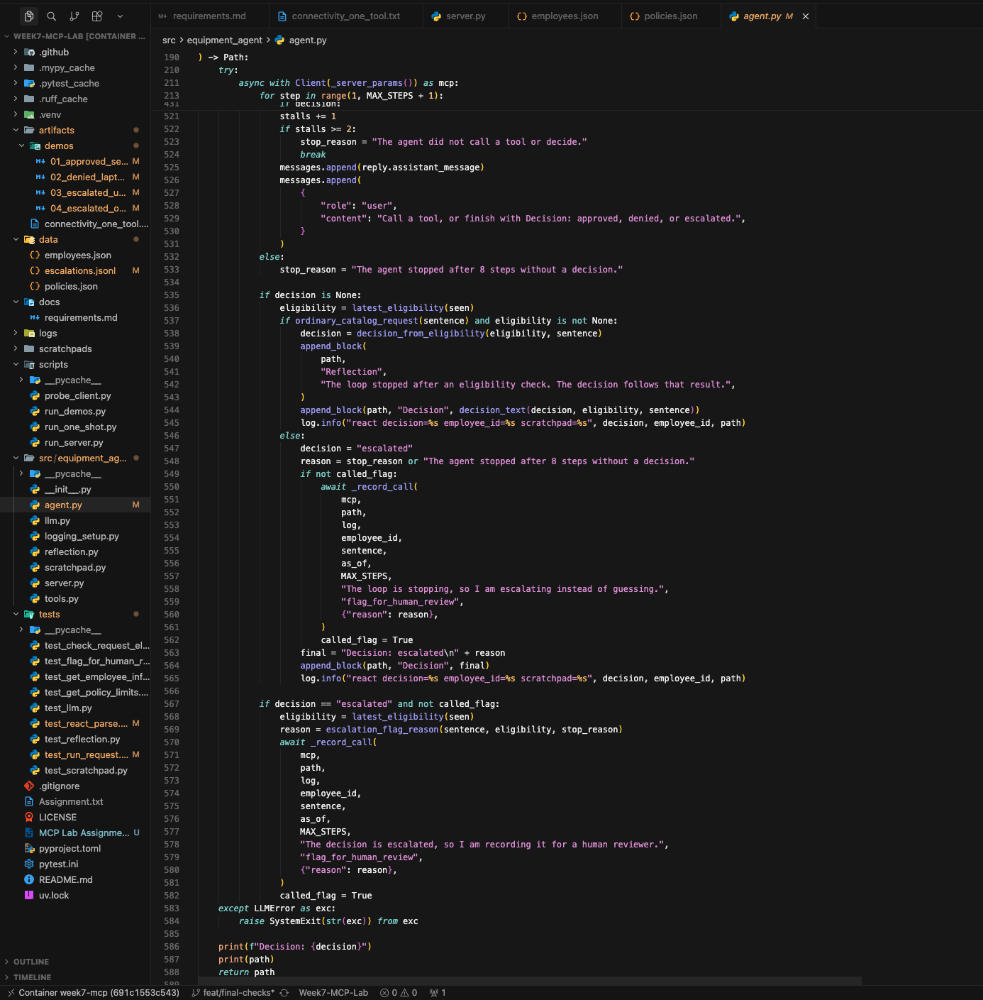 requirements.md
connectivity_one_tool.txt
server.py
{} employees.json
{} policies.json
agent.py M
WEEK7-MCP-LAB [CONTAINER ...
.github
.mypy_cache
.pytest_cache
.ruff_cache
.venv
artifacts
demos
01_approved_se... M
02_denied_lapt... M
03_escalated_u... M
04_escalated_o... M
connectivity_one_tool....
data
{} employees.json
{} escalations.jsonl M
{} policies.json
docs
requirements.md
logs
scratchpads
scripts
__pycache__
probe_client.py
run_demos.py
run_one_shot.py
run_server.py
src/equipment_ag...
__pycache__
__init__.py
agent.py M
llm.py
logging_setup.py
reflection.py
scratchpad.py
server.py
tools.py
tests
__pycache__
test_check_request_el...
test_flag_for_human_r...
test_get_employee_inf...
test_get_policy_limits....
test_llm.py
test_react_parse.... M
test_reflection.py
test_run_request.... M
test_scratchpad.py
.gitignore
Assignment.txt
LICENSE
MCP Lab Assignme... U
pyproject.toml
pytest.ini
README.md
uv.lock
OUTLINE
TIMELINE
src > equipment_agent > agent.py
190 ) -> Path:
210 try:
211 async with Client(_server_params()) as mcp:
213 for step in range(1, MAX_STEPS + 1):
431 if decision:
521 stalls += 1
522 if stalls >= 2:
523 stop_reason = "The agent did not call a tool or decide."
524 break
525 messages.append(reply.assistant_message)
526 messages.append(
527 {
528 "role": "user",
529 "content": "Call a tool, or finish with Decision: approved, denied, or escalated.",
530 }
531 )
532 else:
533 stop_reason = "The agent stopped after 8 steps without a decision."
534
535 if decision is None:
536 eligibility = latest_eligibility(seen)
537 if ordinary_catalog_request(sentence) and eligibility is not None:
538 decision = decision_from_eligibility(eligibility, sentence)
539 append_block(
540 path,
541 "Reflection",
542 "The loop stopped after an eligibility check. The decision follows that result.",
543 )
544 append_block(path, "Decision", decision_text(decision, eligibility, sentence))
545 log.info("react decision=%s employee_id=%s scratchpad=%s", decision, employee_id, path)
546 else:
547 decision = "escalated"
548 reason = stop_reason or "The agent stopped after 8 steps without a decision."
549 if not called_flag:
550 await _record_call(
551 mcp,
552 path,
553 log,
554 employee_id,
555 sentence,
556 as_of,
557 MAX_STEPS,
558 "The loop is stopping, so I am escalating instead of guessing.",
559 "flag_for_human_review",
560 {"reason": reason},
561 )
562 called_flag = True
563 final = "Decision: escalated\n" + reason
564 append_block(path, "Decision", final)
565 log.info("react decision=%s employee_id=%s scratchpad=%s", decision, employee_id, path)
566
567 if decision == "escalated" and not called_flag:
568 eligibility = latest_eligibility(seen)
569 reason = escalation_flag_reason(sentence, eligibility, stop_reason)
570 await _record_call(
571 mcp,
572 path,
573 log,
574 employee_id,
575 sentence,
576 as_of,
577 MAX_STEPS,
578 "The decision is escalated, so I am recording it for a human reviewer.",
579 "flag_for_human_review",
580 {"reason": reason},
581 )
582 called_flag = True
583 except LLMError as exc:
584 raise SystemExit(str(exc)) from exc
585
586 print(f"Decision: {decision}")
587 print(path)
588 return path
589
Container week7-mcp (691c1553c543) feat/final-checks* Week7-MCP-Lab 0 0 1